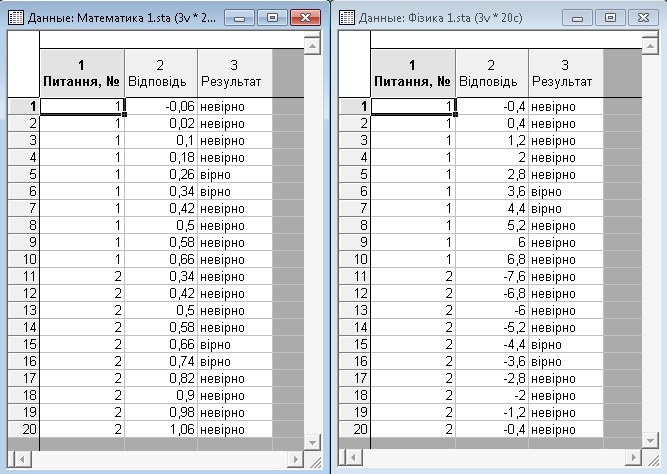 Данные: Математика 1.sta (3v * 2...
1 2 3
Питання, № Відповідь Результат
1 1 -0,06 невірно
2 1 0,02 невірно
3 1 0,1 невірно
4 1 0,18 невірно
5 1 0,26 вірно
6 1 0,34 вірно
7 1 0,42 невірно
8 1 0,5 невірно
9 1 0,58 невірно
10 1 0,66 невірно
11 2 0,34 невірно
12 2 0,42 невірно
13 2 0,5 невірно
14 2 0,58 невірно
15 2 0,66 вірно
16 2 0,74 вірно
17 2 0,82 невірно
18 2 0,9 невірно
19 2 0,98 невірно
20 2 1,06 невірно
Данные: Фізика 1.sta (3v * 20c)
1 2 3
Питання, № Відповідь Результат
1 1 -0,4 невірно
2 1 0,4 невірно
3 1 1,2 невірно
4 1 2 невірно
5 1 2,8 невірно
6 1 3,6 вірно
7 1 4,4 вірно
8 1 5,2 невірно
9 1 6 невірно
10 1 6,8 невірно
11 2 -7,6 невірно
12 2 -6,8 невірно
13 2 -6 невірно
14 2 -5,2 невірно
15 2 -4,4 вірно
16 2 -3,6 вірно
17 2 -2,8 невірно
18 2 -2 невірно
19 2 -1,2 невірно
20 2 -0,4 невірно